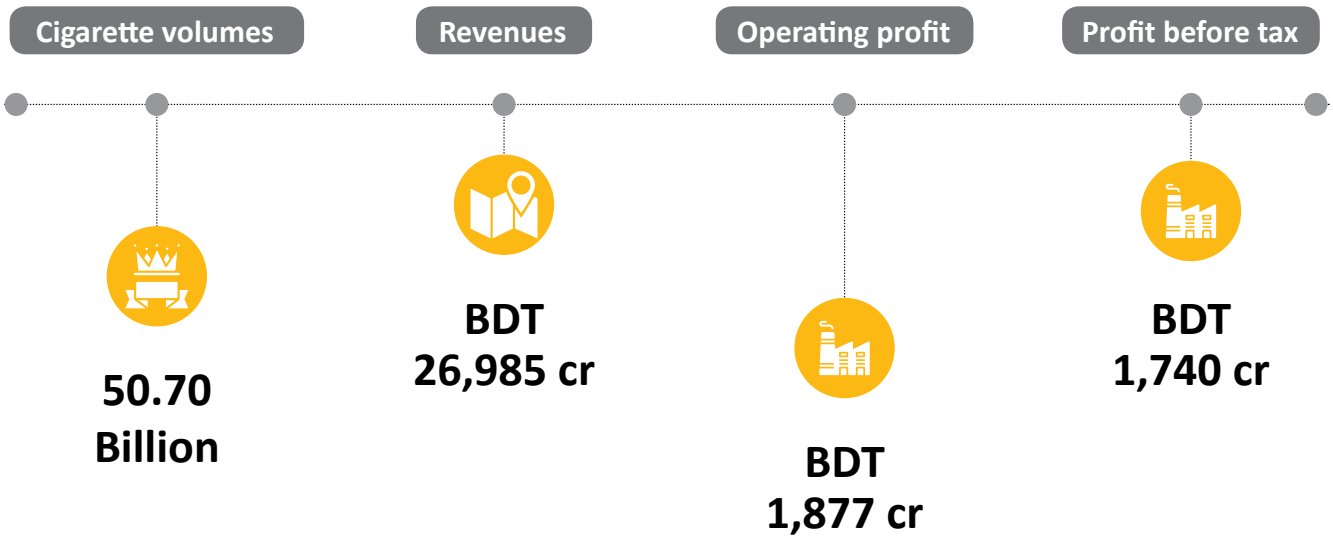 Cigarette volumes
Revenues
Operating profit
Profit before tax
50.70
Billion
BDT
26,985 cr
BDT
1,877 cr
BDT
1,740 cr